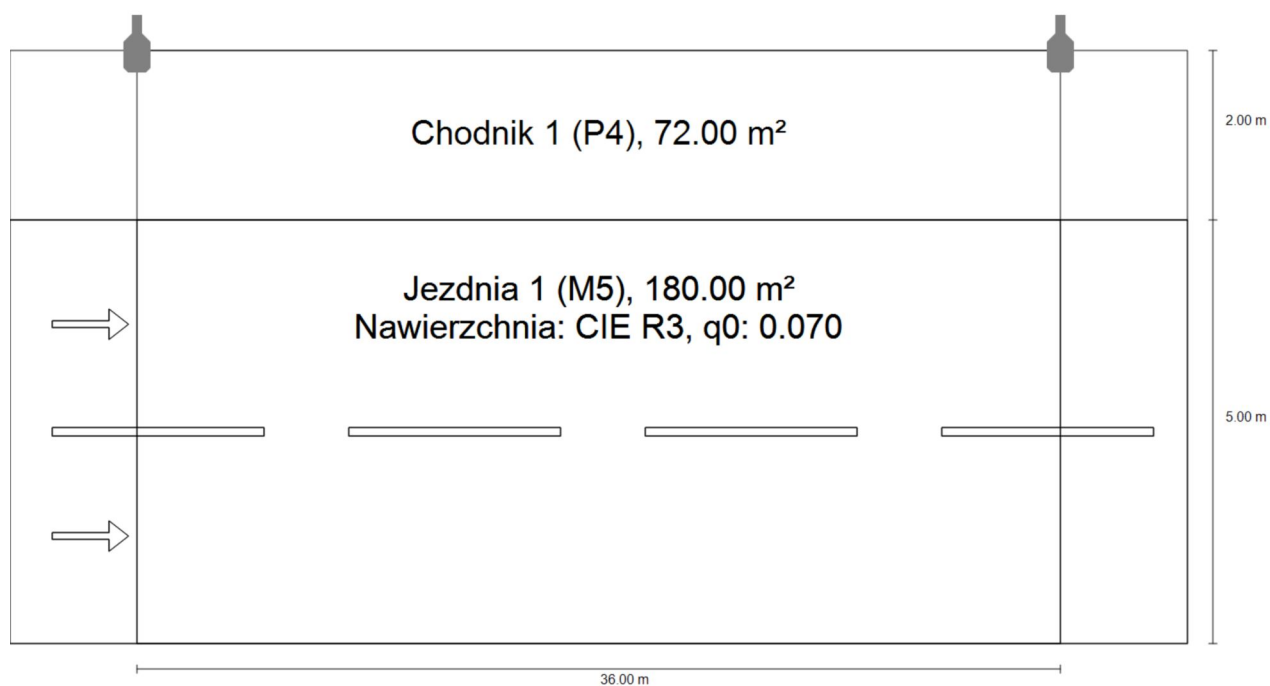 Chodnik 1 (P4), 72.00 m²
2.00 m
Jezdnia 1 (M5), 180.00 m²
Nawierzchnia: CIE R3, q0: 0.070
5.00 m
36.00 m